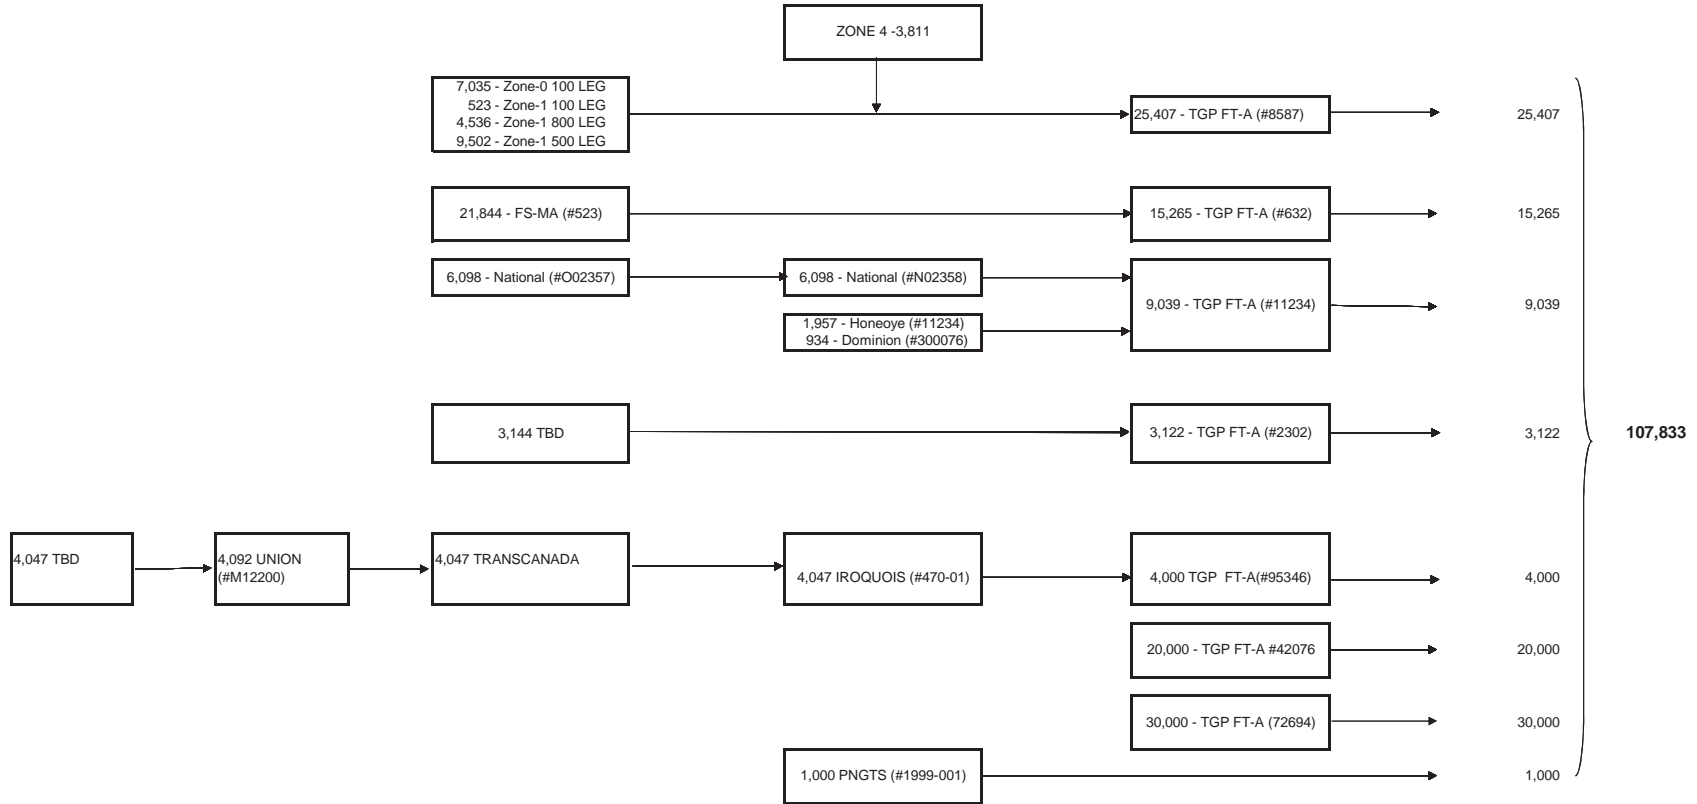 ZONE 4 -3,811
7,035 - Zone-0 100 LEG
523 - Zone-1 100 LEG
4,536 - Zone-1 800 LEG
9,502 - Zone-1 500 LEG
25,407 - TGP FT-A (#8587)
25,407
21,844 - FS-MA (#523)
15,265 - TGP FT-A (#632)
15,265
6,098 - National (#O02357)
6,098 - National (#N02358)
1,957 - Honeoye (#11234)
934 - Dominion (#300076)
9,039 - TGP FT-A (#11234)
9,039
3,144 TBD
3,122 - TGP FT-A (#2302)
3,122
107,833
4,047 TBD
4,092 UNION
(#M12200)
4,047 TRANSCANADA
4,047 IROQUOIS (#470-01)
4,000 TGP  FT-A(#95346)
4,000
20,000 - TGP FT-A #42076
20,000
30,000 - TGP FT-A (72694)
30,000
1,000 PNGTS (#1999-001)
1,000